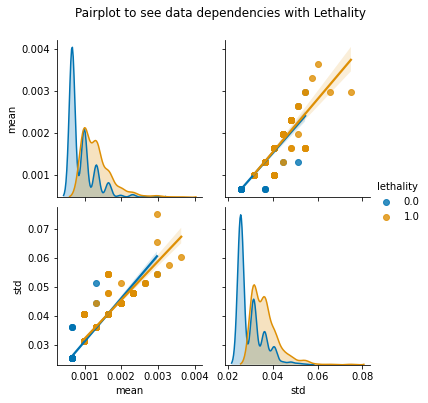 Pairplot to see data dependencies with Lethality
0.004
0.003
0.002
0.001
mean
lethality
0.0
1.0
0.07
0.06
0.05
0.04
0.03
std
0.001 0.002 0.003 0.004
mean
0.02 0.04 0.06 0.08
std